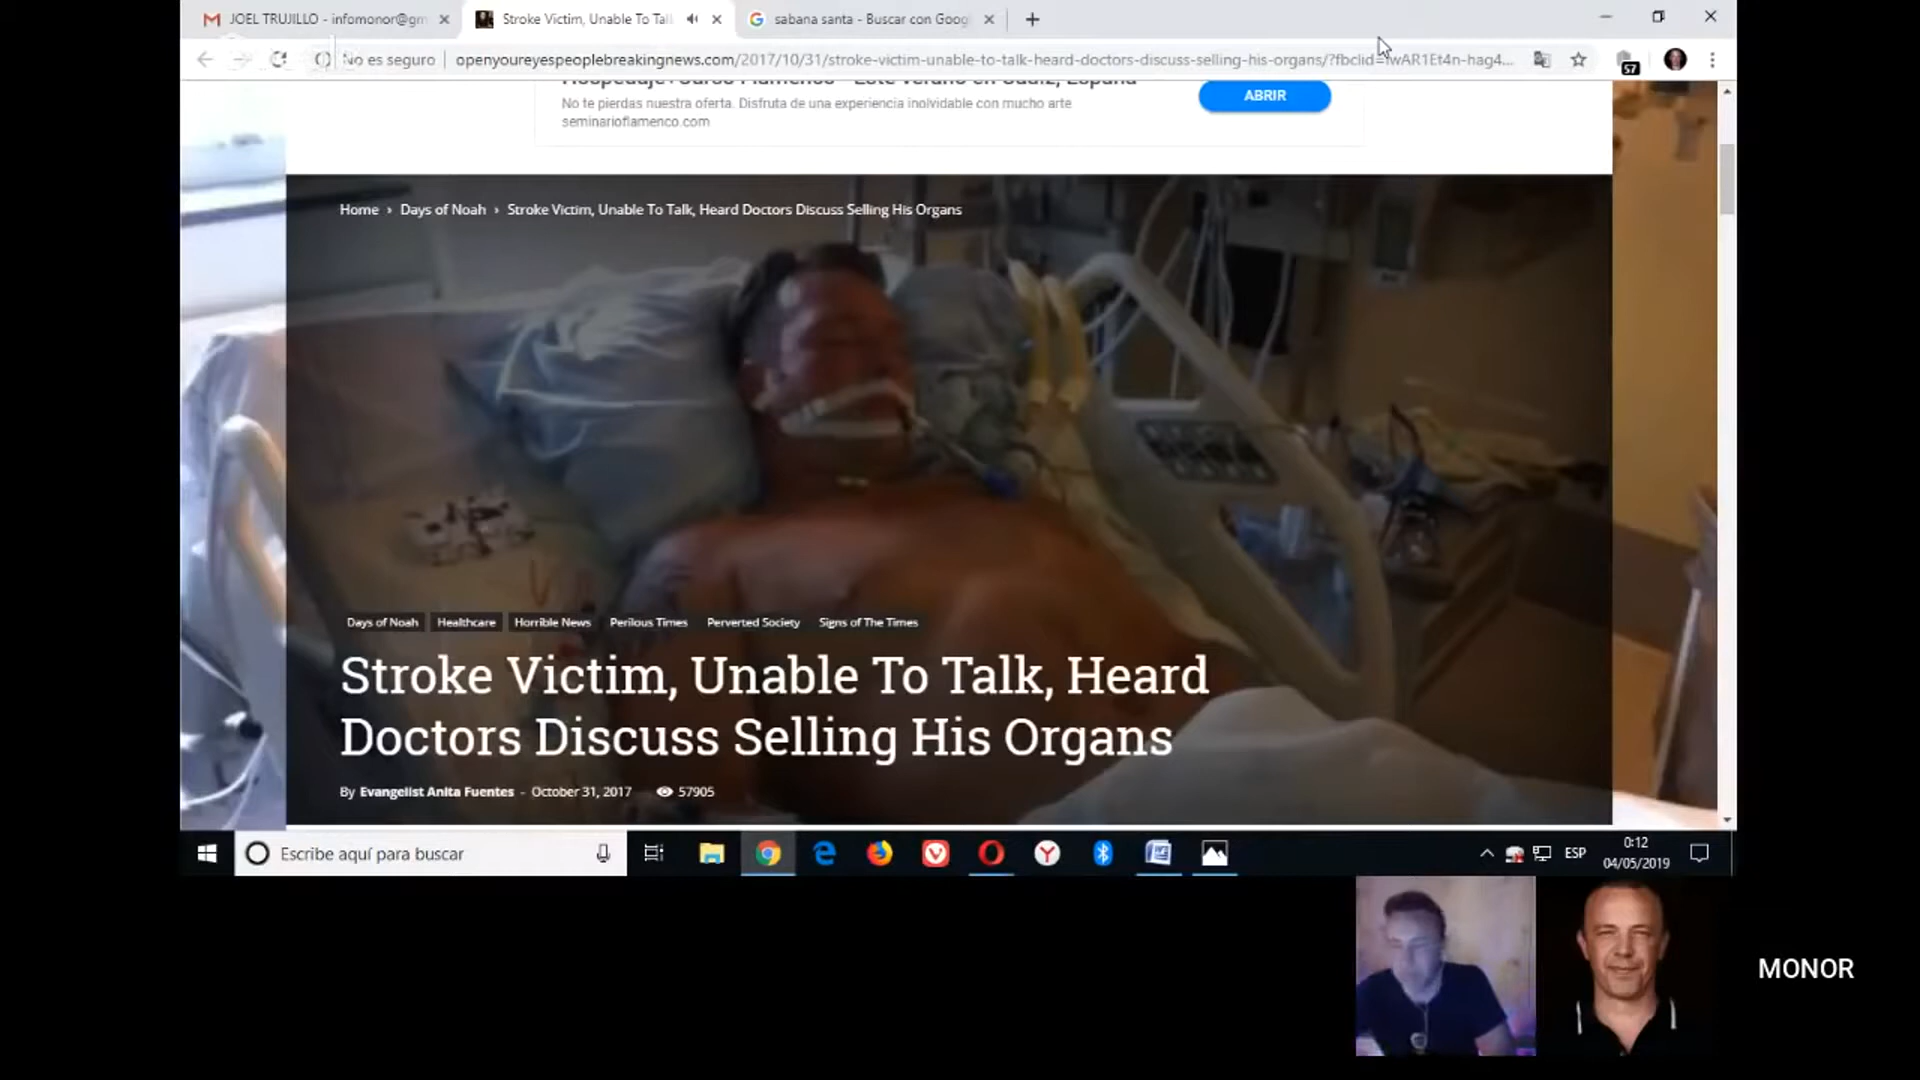 JOEL TRUJILLO - infomonor@gm
Stroke Victim, Unable To Tal
sabana santa - Buscar con Goog
No es seguro
openyoureyespeoplebreakingnews.com/2017/10/31/stroke-victim-unable-to-talk-heard-doctors-discuss-selling-his-organs/?fbclid=IwAR1Et4n-hag4...
57
No te pierdas nuestra oferta. Disfruta de una experiencia inolvidable con mucho arte
seminarioflamenco.com
ABRIR
Home › Days of Noah › Stroke Victim, Unable To Talk, Heard Doctors Discuss Selling His Organs
Days of Noah Healthcare Horrible News Perilous Times Perverted Society Signs of The Times
Stroke Victim, Unable To Talk, Heard
Doctors Discuss Selling His Organs
By Evangelist Anita Fuentes - October 31, 2017 57905
Escribe aquí para buscar
ESP
0:12
04/05/2019
MONOR